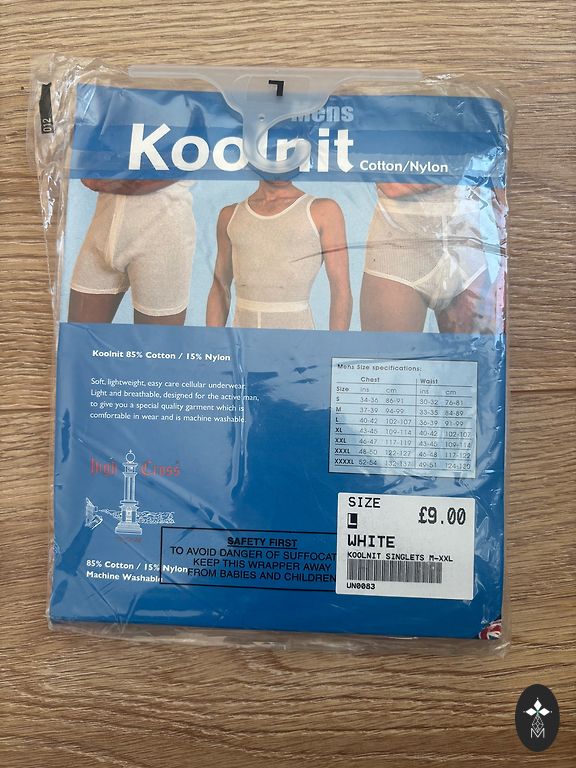 L
012
Mens
Koolnit
Cotton/Nylon
Koolnit 85% Cotton / 15% Nylon
Soft, lightweight, easy care cellular underwear.
Light and breathable, designed for the active man,
to give you a special quality garment which is
comfortable in wear and is machine washable.
Mens Size specifications:
Chest Waist
Size ins cm ins cm
S 34-36 86-91 30-32 76-81
M 37-39 94-99 33-35 84-89
L 40-42 102-107 36-39 91-99
XL 43-45 109-114 40-42 102-107
XXL 46-47 117-119 43-45 109-114
XXXL 48-50 122-127 46-48 117-122
XXXXL 52-54 132-137 49-51 124-130
High Cross
SIZE
L £9.00
WHITE
KOOLNIT SINGLETS M-XXL
UN0083
SAFETY FIRST
TO AVOID DANGER OF SUFFOCAT
KEEP THIS WRAPPER AWAY
FROM BABIES AND CHILDREN
85% Cotton / 15% Nylon
Machine Washable
M